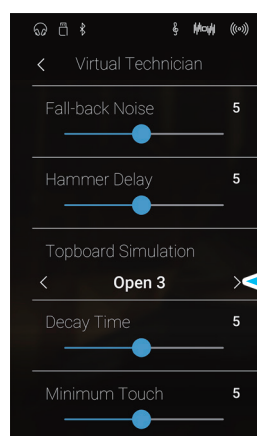 Virtual Technician
Fall-back Noise 5
Hammer Delay 5
Topboard Simulation
Open 3
Decay Time 5
Minimum Touch 5